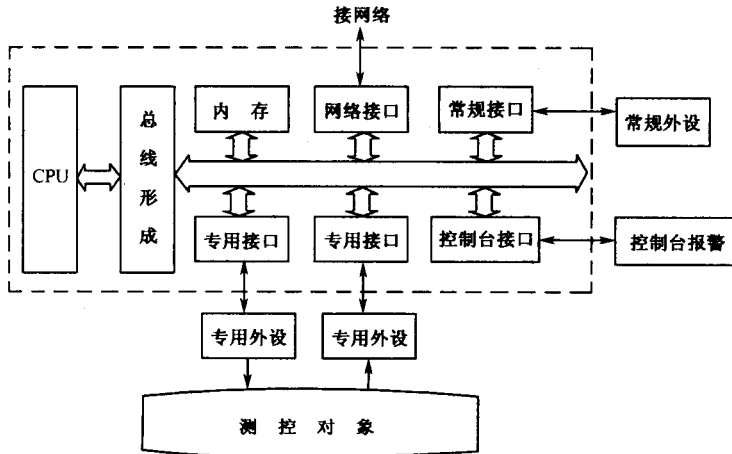 接网络
内 存
网络接口
常规接口
常规外设
CPU
总线形成
专用接口
专用接口
控制台接口
控制台报警
专用外设
专用外设
测 控 对 象